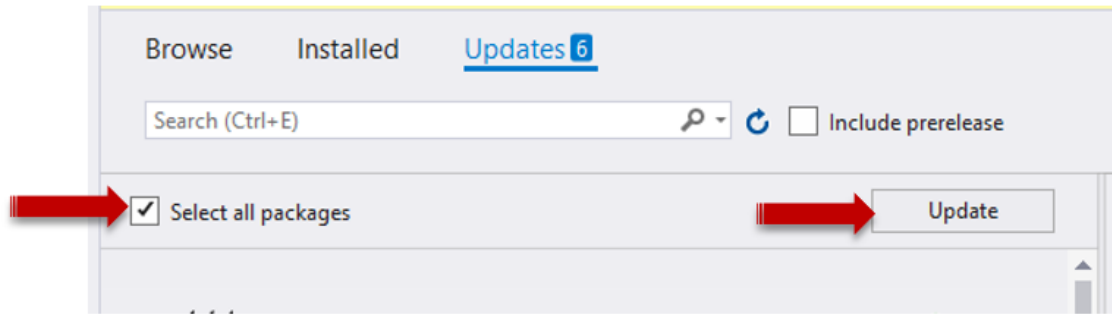 Browse Installed Updates 6
Search (Ctrl+E) Include prerelease
Select all packages Update